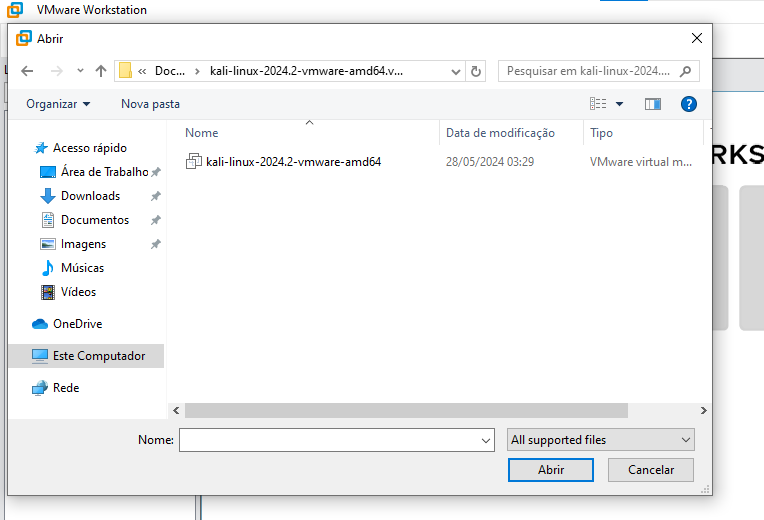 VMware Workstation
Abrir
« Doc... › kali-linux-2024.2-vmware-amd64.v...
Pesquisar em kali-linux-2024....
Organizar
Nova pasta
Nome
Data de modificação
Tipo
kali-linux-2024.2-vmware-amd64
28/05/2024 03:29
VMware virtual m...
Acesso rápido
Área de Trabalho
Downloads
Documentos
Imagens
Músicas
Vídeos
OneDrive
Este Computador
Rede
RKS
Nome:
All supported files
Abrir
Cancelar